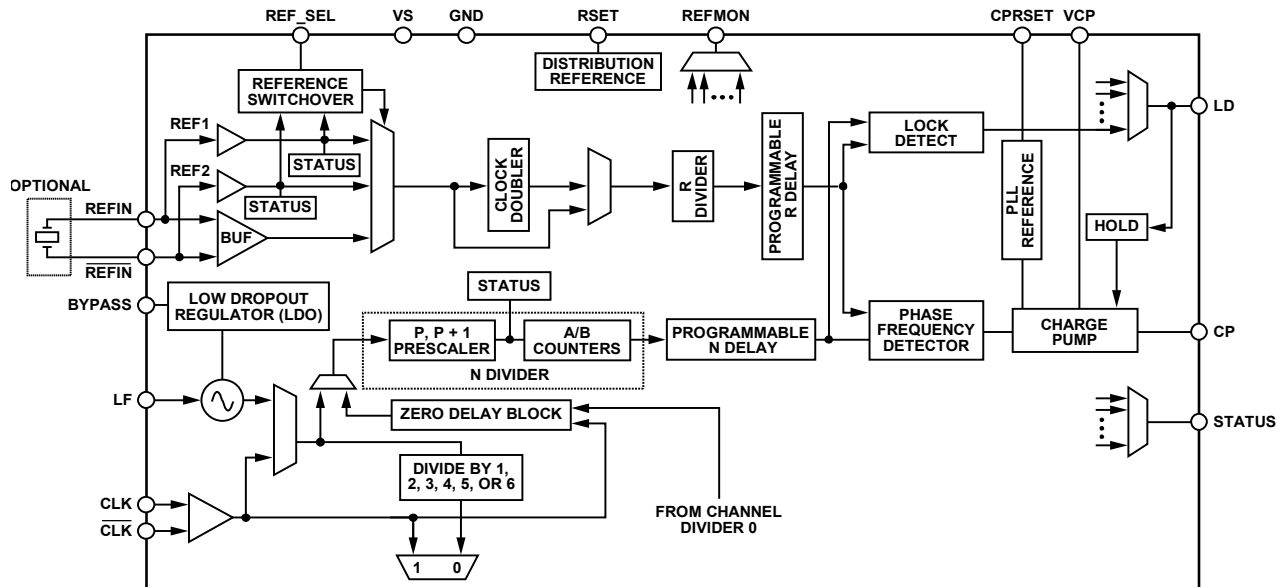 REF_SEL
VS
GND
RSET
REFMON
CPRSET
VCP
DISTRIBUTION
REFERENCE
REFERENCE
SWITCHOVER
REF1
STATUS
REF2
STATUS
OPTIONAL
REFIN
REFIN
BUF
CLOCK
DOUBLER
R
DIVIDER
PROGRAMMABLE
R DELAY
LOCK
DETECT
LD
PLL
REFERENCE
HOLD
BYPASS
LOW DROPOUT
REGULATOR (LDO)
STATUS
P, P + 1
PRESCALER
A/B
COUNTERS
N DIVIDER
PROGRAMMABLE
N DELAY
PHASE
FREQUENCY
DETECTOR
CHARGE
PUMP
CP
LF
ZERO DELAY BLOCK
STATUS
DIVIDE BY 1,
2, 3, 4, 5, OR 6
CLK
CLK
FROM CHANNEL
DIVIDER 0
1 0